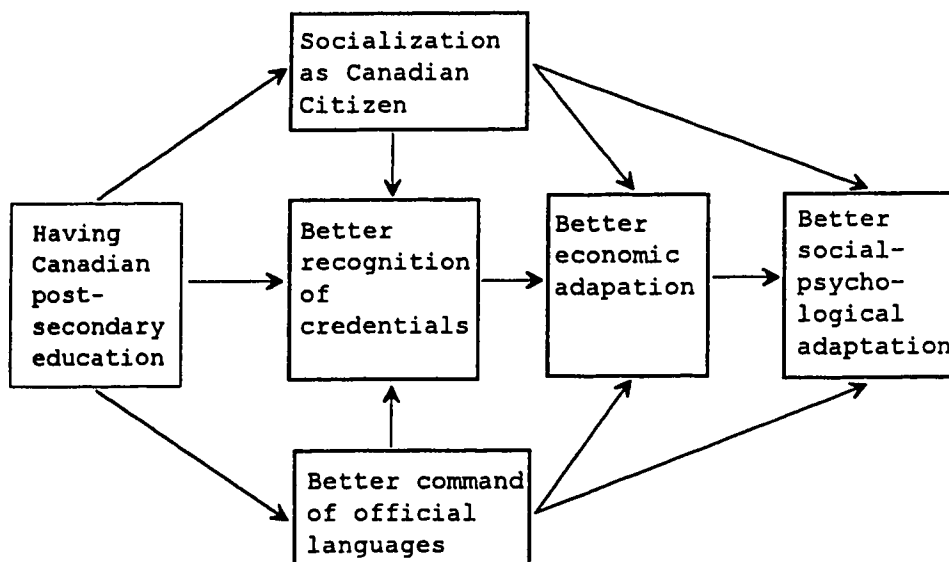 Socialization
as Canadian
Citizen
Having
Canadian
post-
secondary
education
Better
recognition
of
credentials
Better
economic
adapation
Better
social-
psycho-
logical
adaptation
Better command
of official
languages